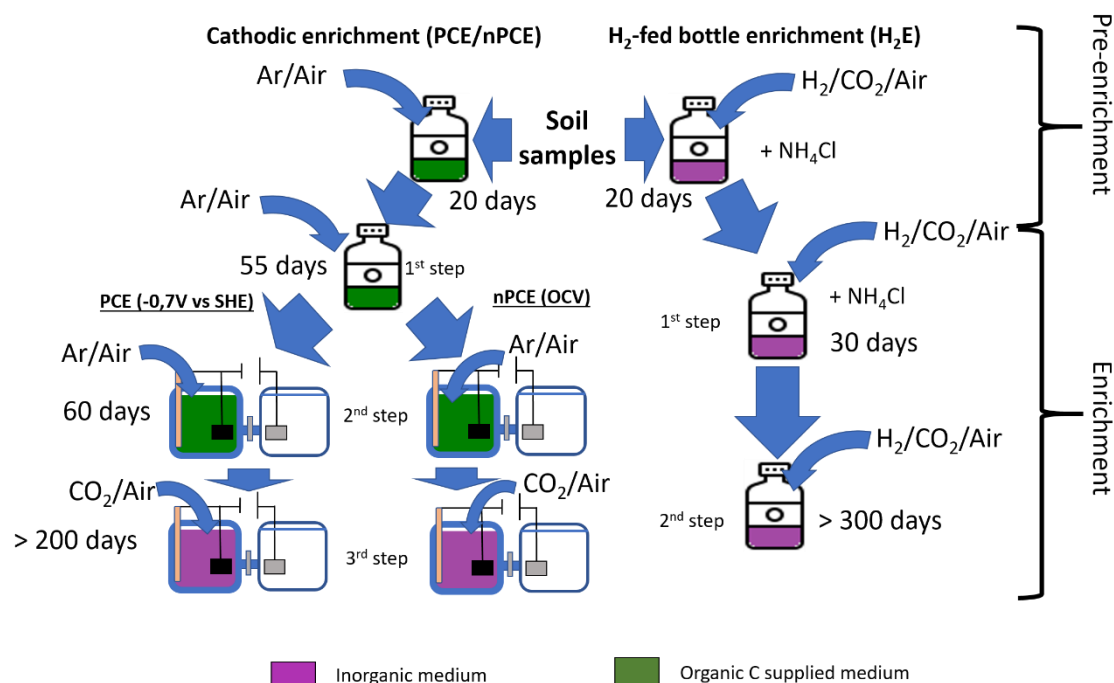 Cathodic enrichment (PCE/nPCE)
H₂-fed bottle enrichment (H₂E)
Pre-enrichment
Ar/Air
H₂/CO₂/Air
Soil
samples
+ NH₄Cl
20 days
20 days
Ar/Air
H₂/CO₂/Air
55 days
1st step
PCE (-0,7V vs SHE)
nPCE (OCV)
+ NH₄Cl
1st step
30 days
Ar/Air
Ar/Air
60 days
2nd step
Enrichment
H₂/CO₂/Air
CO₂/Air
CO₂/Air
2nd step
> 300 days
> 200 days
3rd step
Inorganic medium
Organic C supplied medium